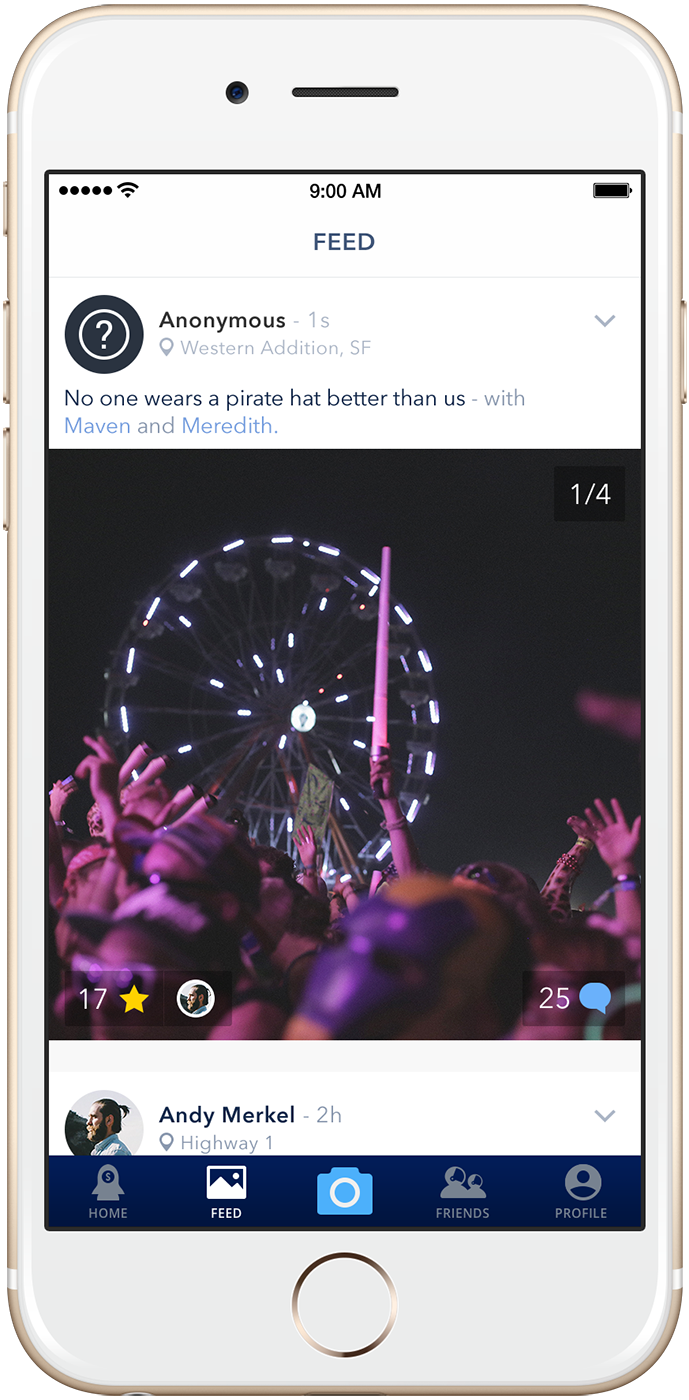 9:00 AM
FEED
?
Anonymous - 1s
Western Addition, SF
No one wears a pirate hat better than us - with
Maven and Meredith.
1/4
17
25
Andy Merkel - 2h
Highway 1
$
HOME
FEED
FRIENDS
PROFILE